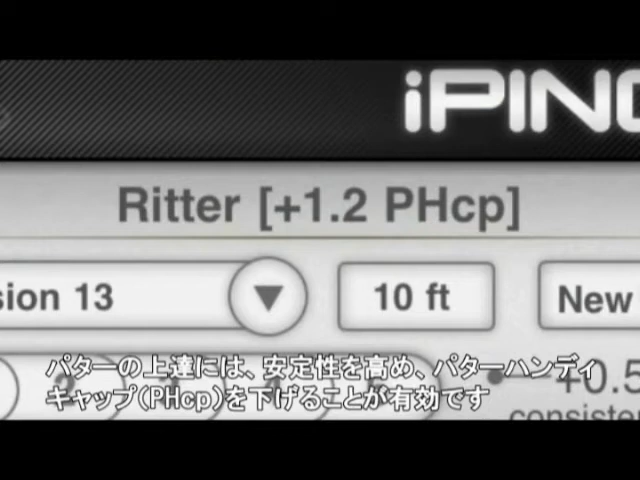 iPING
Ritter [+1.2 PHcp]
sion 13
10 ft
New
+0.5
パターの上達には、安定性を高め、パターハンディ
キャップ(PHcp)を下げることが有効です